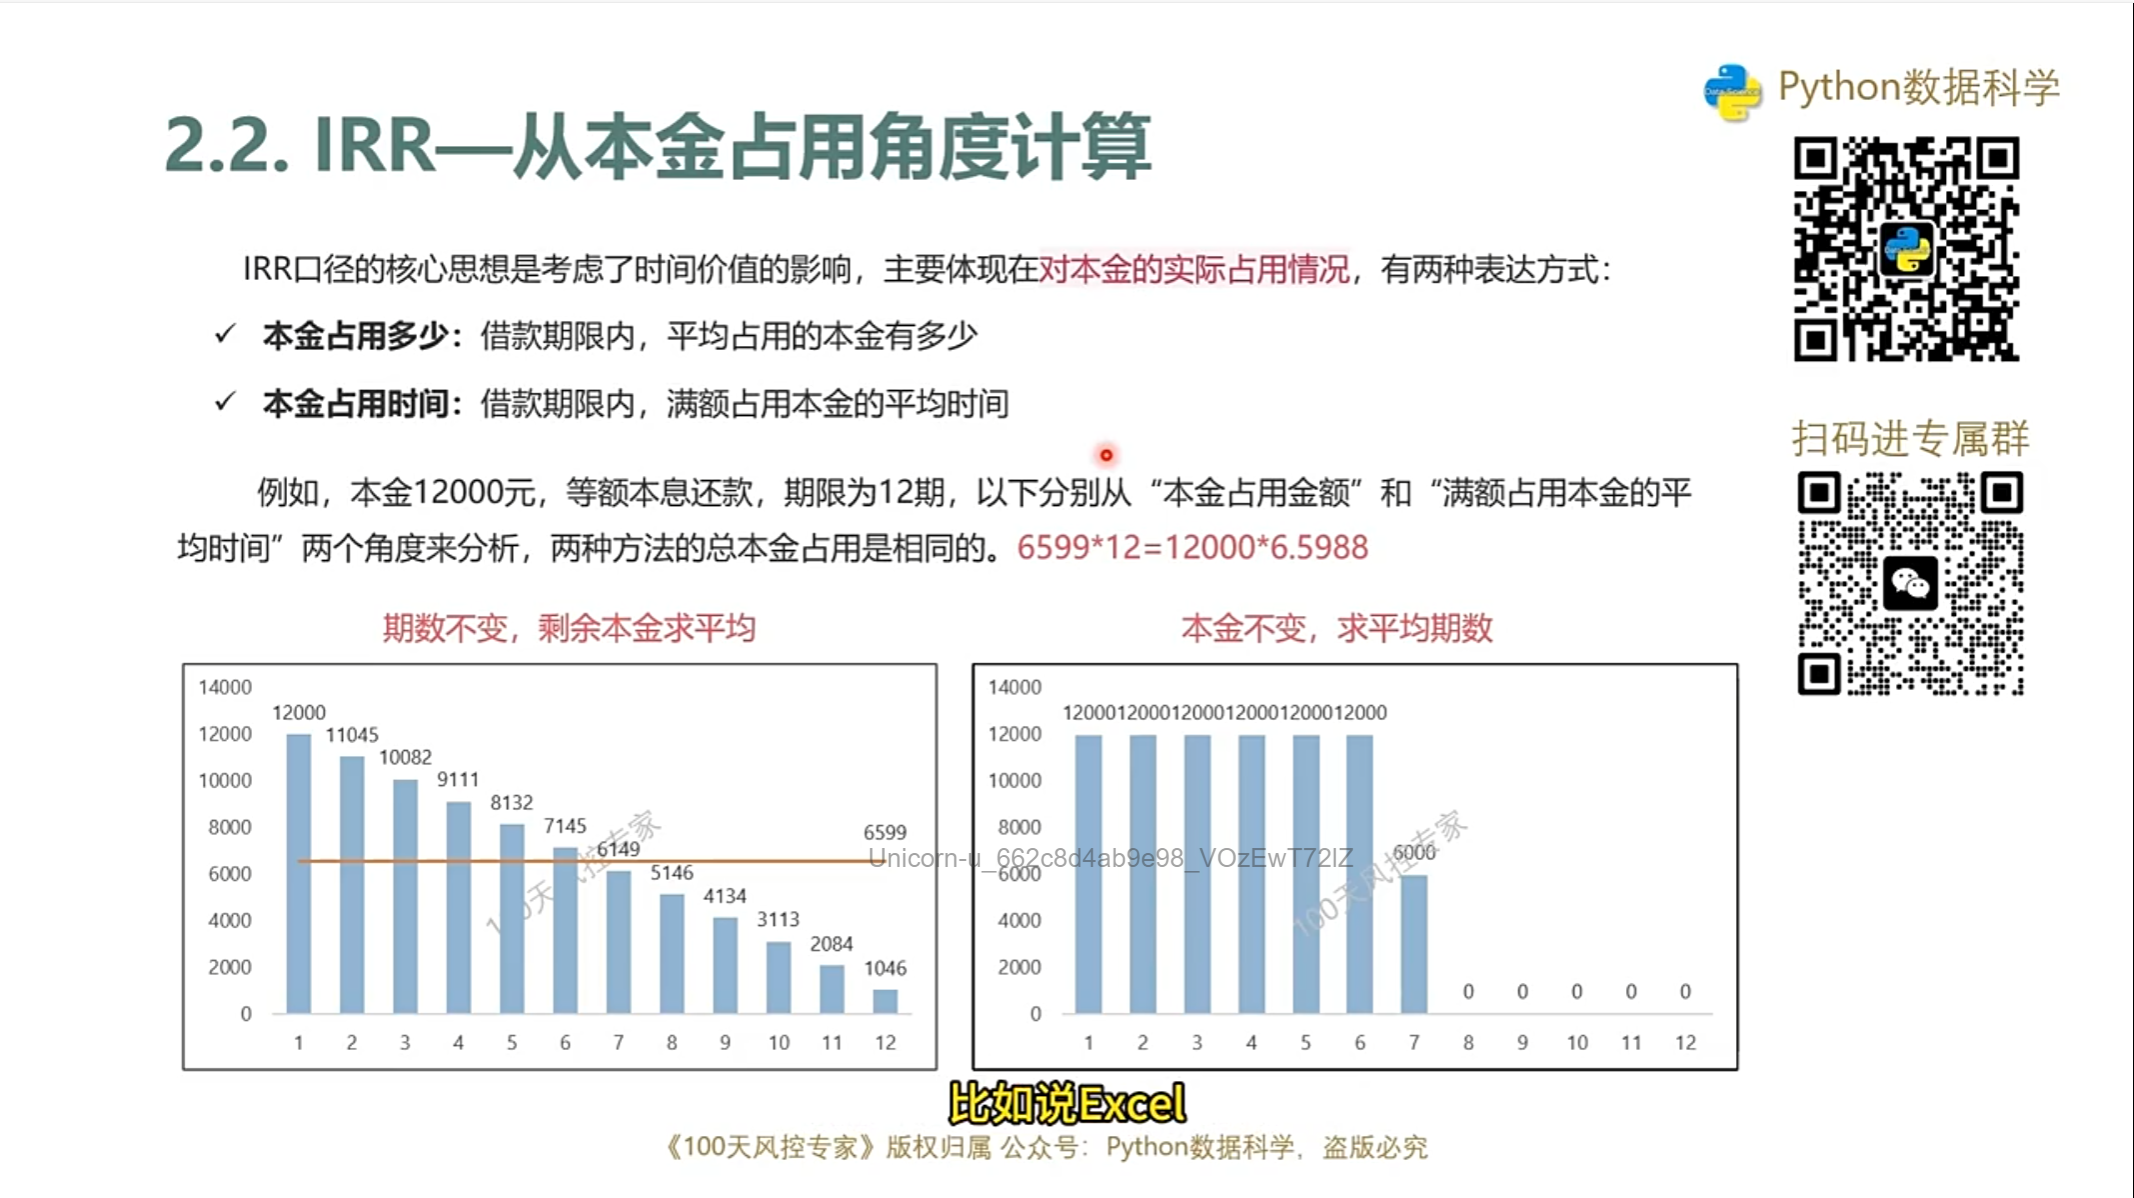 Python数据科学
2.2. IRR—从本金占用角度计算
IRR口径的核心思想是考虑了时间价值的影响，主要体现在对本金的实际占用情况，有两种表达方式：
✓ 本金占用多少：借款期限内，平均占用的本金有多少
✓ 本金占用时间：借款期限内，满额占用本金的平均时间
扫码进专属群
例如，本金12000元，等额本息还款，期限为12期，以下分别从“本金占用金额”和“满额占用本金的平
均时间”两个角度来分析，两种方法的总本金占用是相同的。6599*12=12000*6.5988
期数不变，剩余本金求平均
14000
12000
10000
8000
6000
4000
2000
0
12000
11045
10082
9111
8132
7145
6149
5146
4134
3113
2084
1046
6599
1 2 3 4 5 6 7 8 9 10 11 12
100天风控专家
本金不变，求平均期数
14000
12000
10000
8000
6000
4000
2000
0
12000 12000 12000 12000 12000 12000
6000
0 0 0 0 0
1 2 3 4 5 6 7 8 9 10 11 12
100天风控专家
Unicorn-u_662c8d4ab9e98_VOzEwT72lZ
比如说Excel
《100天风控专家》版权归属 公众号：Python数据科学，盗版必究